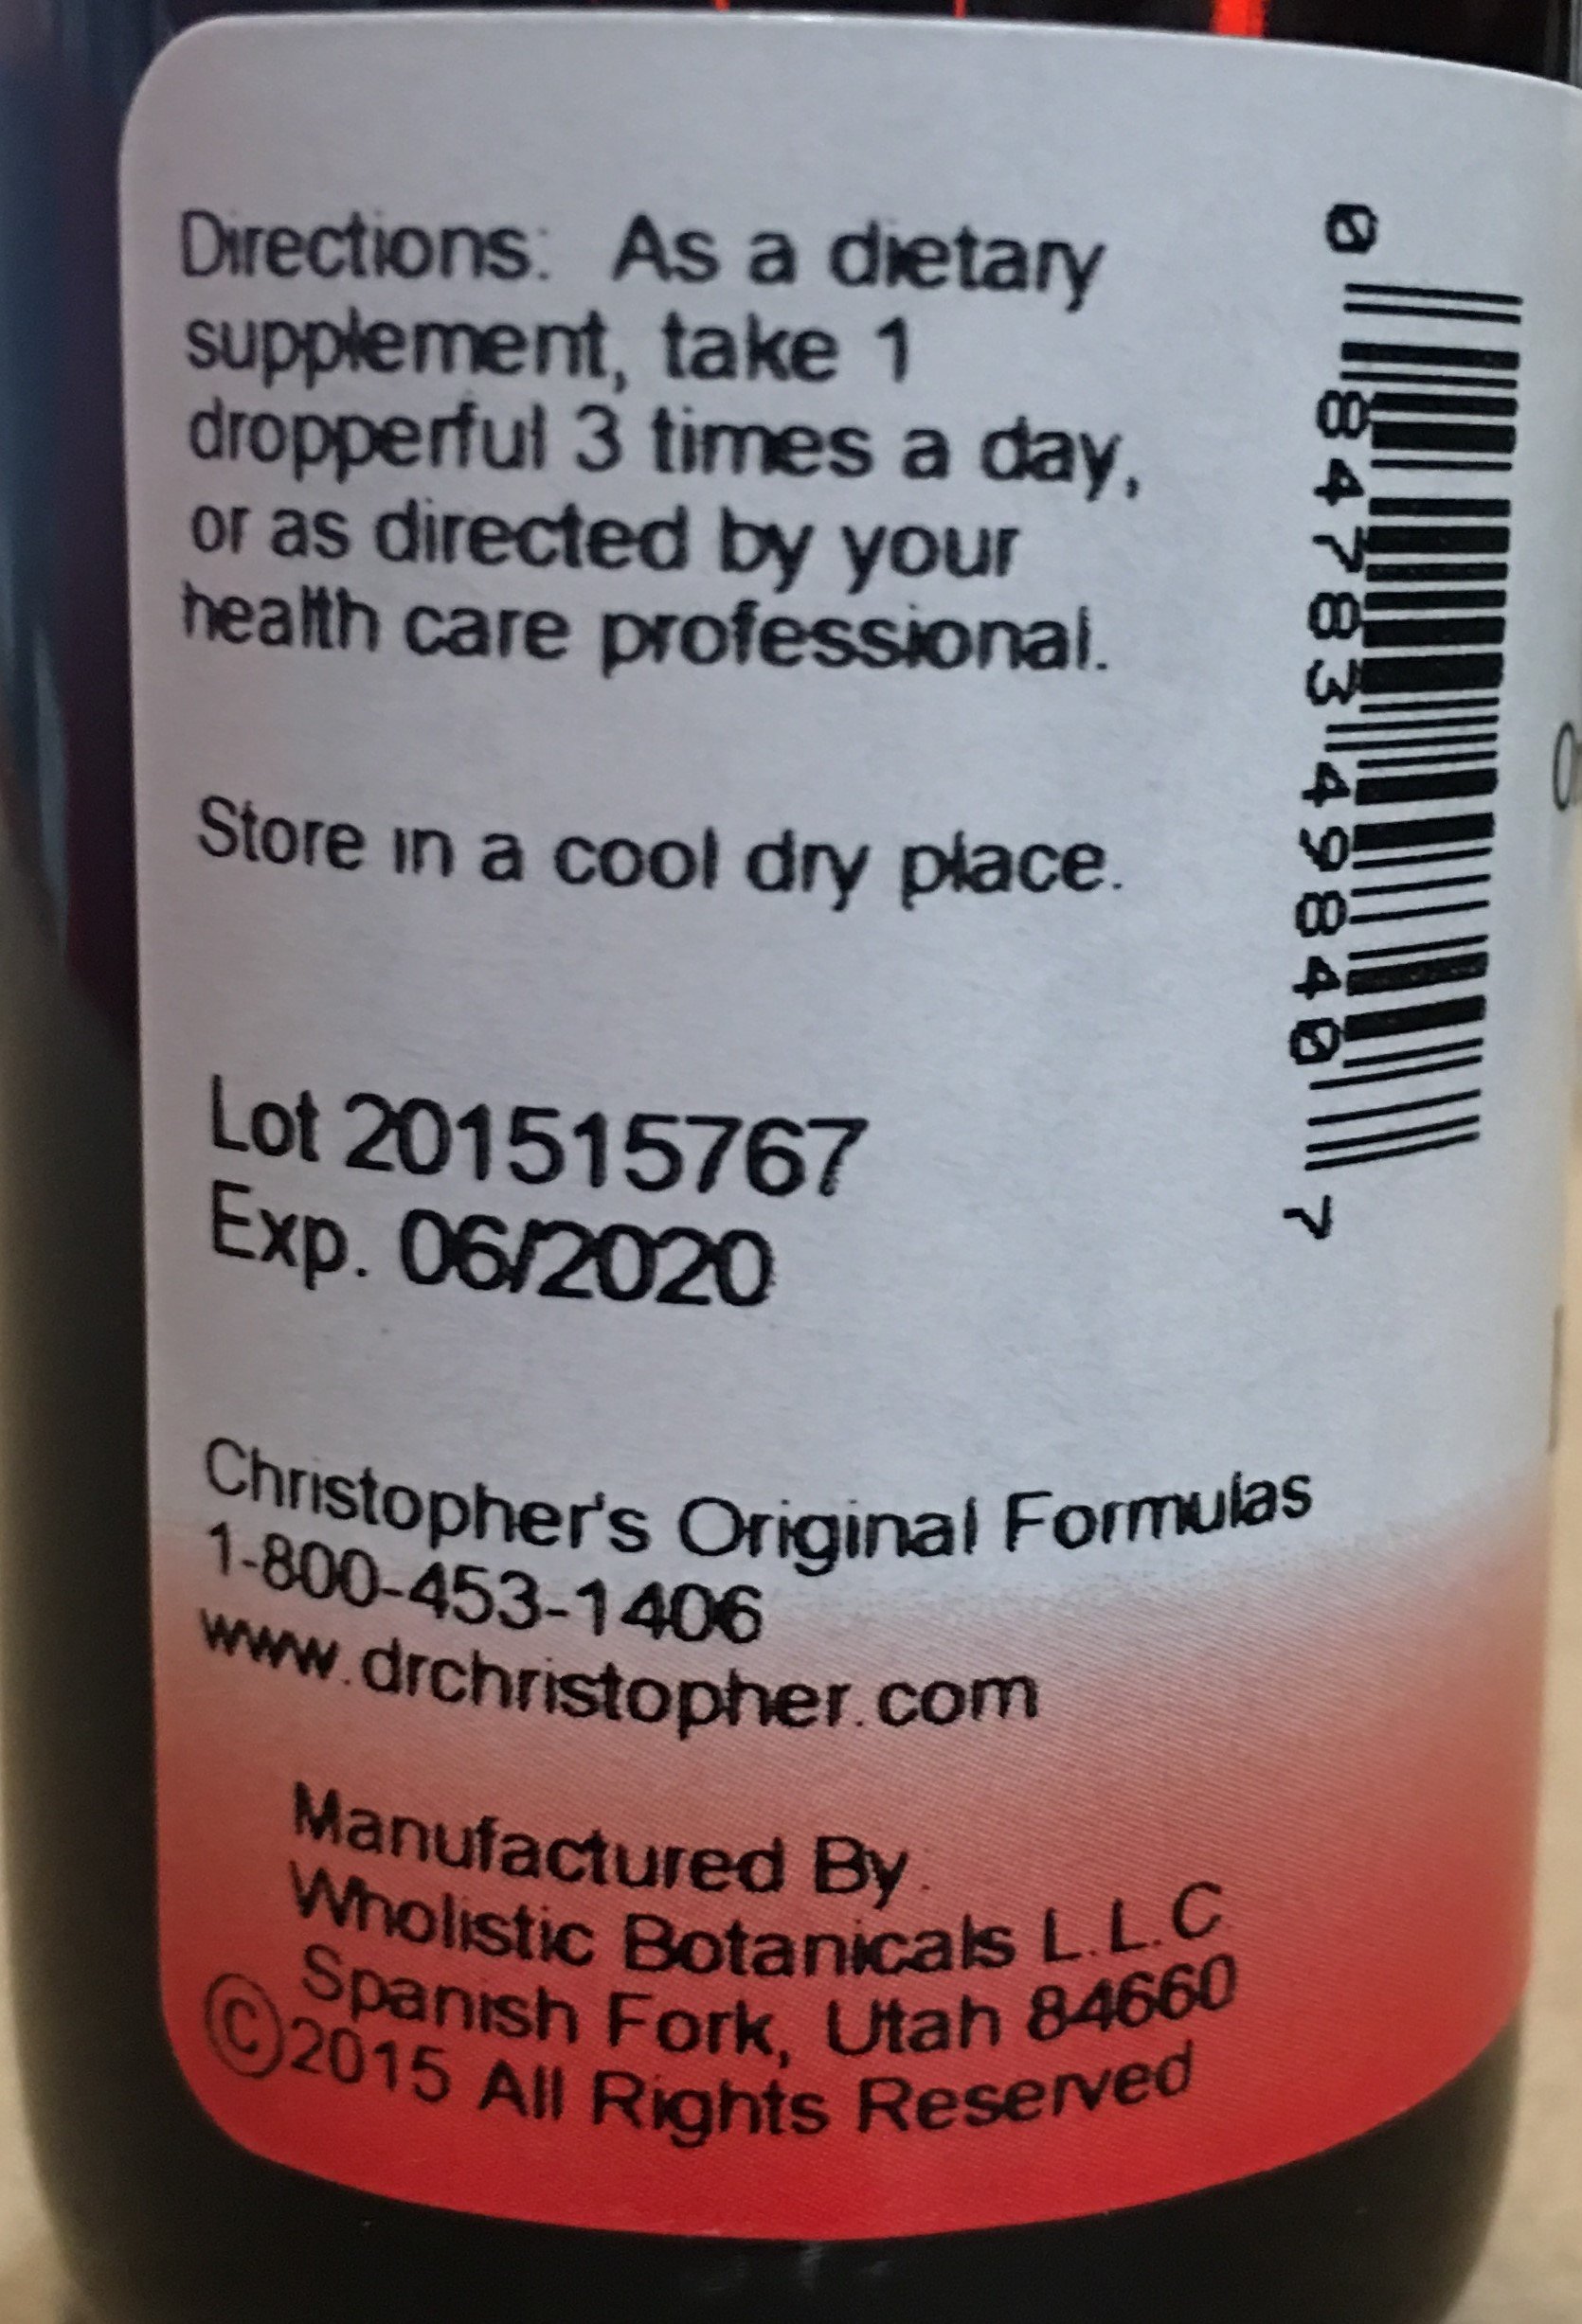 Directions: As a dietary
supplement, take 1
dropperful 3 times a day,
or as directed by your
health care professional.
Store in a cool dry place.
Lot 201515767
Exp. 06/2020
Christopher's Original Formulas
1-800-453-1406
www.drchristopher.com
Manufactured By:
Wholistic Botanicals L.L.C.
Spanish Fork, Utah 84660
©2015 All Rights Reserved
0 84783 49840 7